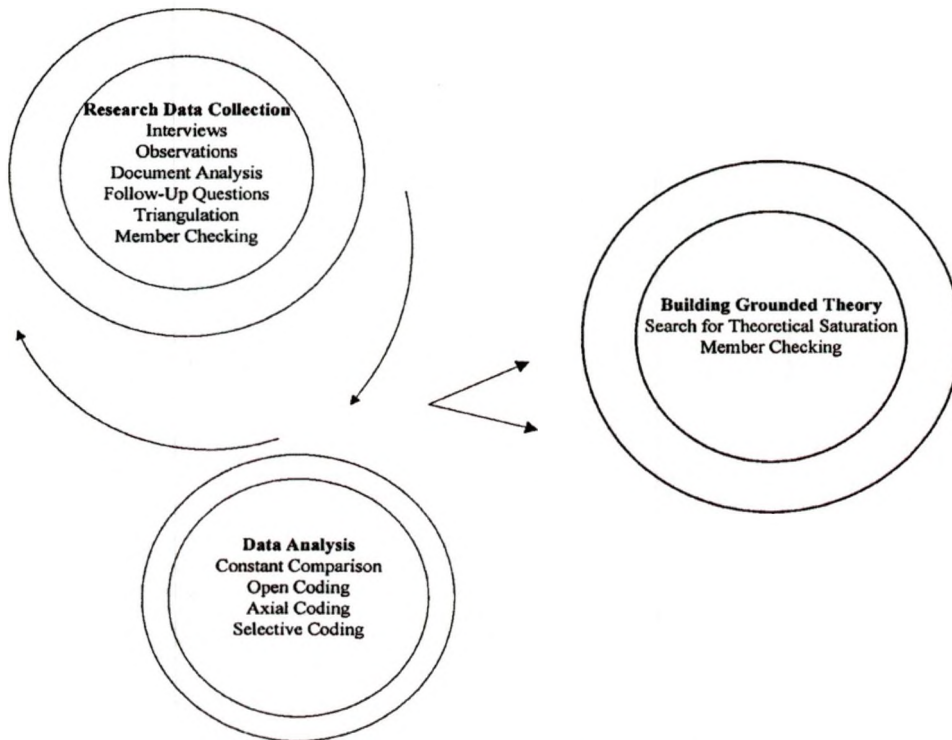 Research Data Collection
Interviews
Observations
Document Analysis
Follow-Up Questions
Triangulation
Member Checking
Building Grounded Theory
Search for Theoretical Saturation
Member Checking
Data Analysis
Constant Comparison
Open Coding
Axial Coding
Selective Coding